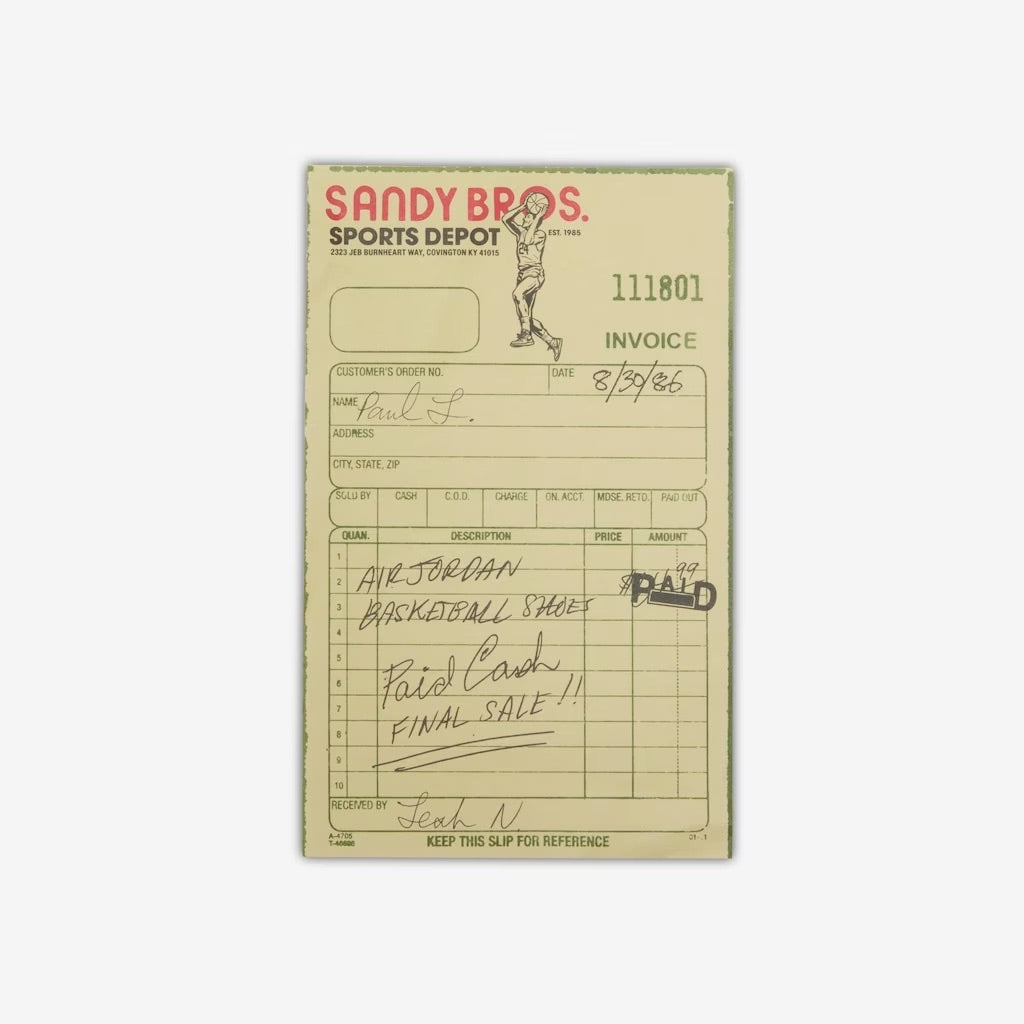 SANDY BROS.
SPORTS DEPOT
EST. 1985
2323 JEB BURNHEART WAY, COVINGTON KY 41015
24
111801
INVOICE
CUSTOMER'S ORDER NO. DATE 8/30/86
NAME Paul L.
ADDRESS
CITY, STATE, ZIP
SOLD BY CASH C.O.D. CHARGE ON. ACCT. MDSE. RETD. PAID OUT
QUAN. DESCRIPTION PRICE AMOUNT
1
2 AIR JORDAN 99
PAID
3 BASKETBALL SHOES
4
5
6 Paid Cash
7
8 FINAL SALE!!
9
10
RECEIVED BY Leah N.
A-4705
T-46698
KEEP THIS SLIP FOR REFERENCE